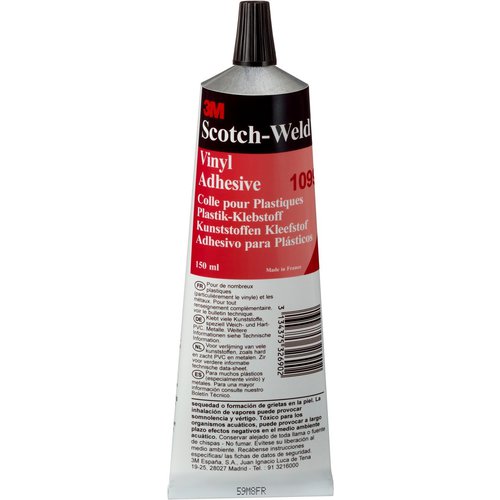 3M
Scotch-Weld
Vinyl
Adhesive 1099
Colle pour Plastiques
Plastik-Klebstoff
Kunststoffen Kleefstof
Adhesivo para Plásticos
150 ml Made in France
FR Pour de nombreux
plastiques
(particulièrement le vinyle) et les
métaux. Pour tout
renseignement complémentaire.
voir le bulletin technique.
DE Klebt viele Kunststoffe,
speziell Weich- und Hart-
PVC, Metalle. Weitere
Informationen siehe Technische
Information.
NL Voor verlijming van vele
kunststoffen, zoals hard
en zacht PVC en metalen. Zir
voor verdere informatie het
technische data-sheet.
ES Para muchos plásticos
(especialmente vinilo) y
metales. Para una mayor
información consulte nuestro
Boletín Técnico.
3 134375 326902
sequedad o formación de grietas en la piel. La
inhalación de vapores puede provocar
somnolencia y vértigo. Tóxico para los
organismos acuáticos, puede provocar a largo
plazo efectos negativos en el medio ambiente
acuático. Conservar alejado de toda llama o fuente
de chispas - No fumar. Evítese su liberación al
medio ambiente. Recábense instrucciones
específicas/ las fichas de datos de seguridad.
3M España, S.A . Juan Ignacio Luca de Tena
19-25. 28027 Madrid - Tel. 91 3216000
59M8FR